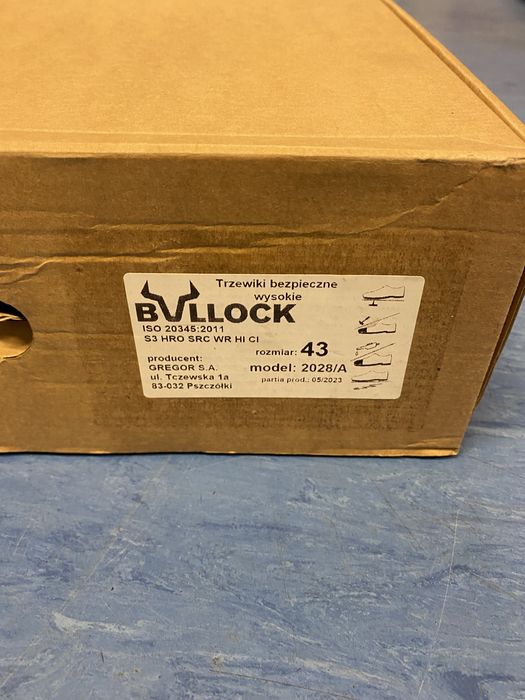 Trzewiki bezpieczne
wysokie
BULLOCK
ISO 20345:2011
S3 HRO SRC WR HI CI
rozmiar: 43
producent:
GREGOR S.A.
model: 2028/A
ul. Tczewska 1a
partia prod.: 05/2023
83-032 Pszczółki